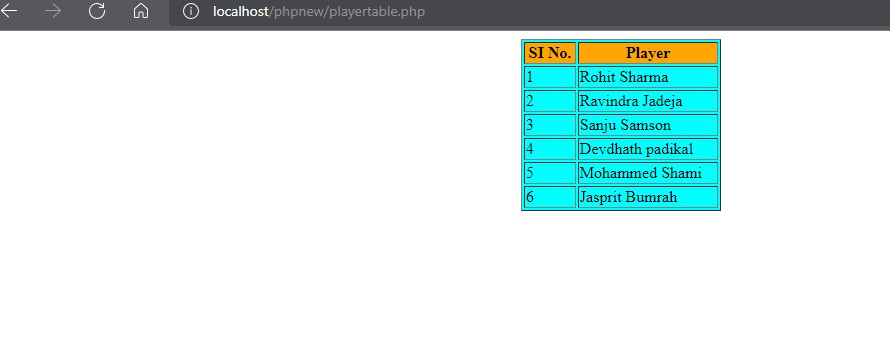 localhost/phpnew/playertable.php
SI No. Player
1 Rohit Sharma
2 Ravindra Jadeja
3 Sanju Samson
4 Devdhath padikal
5 Mohammed Shami
6 Jasprit Bumrah